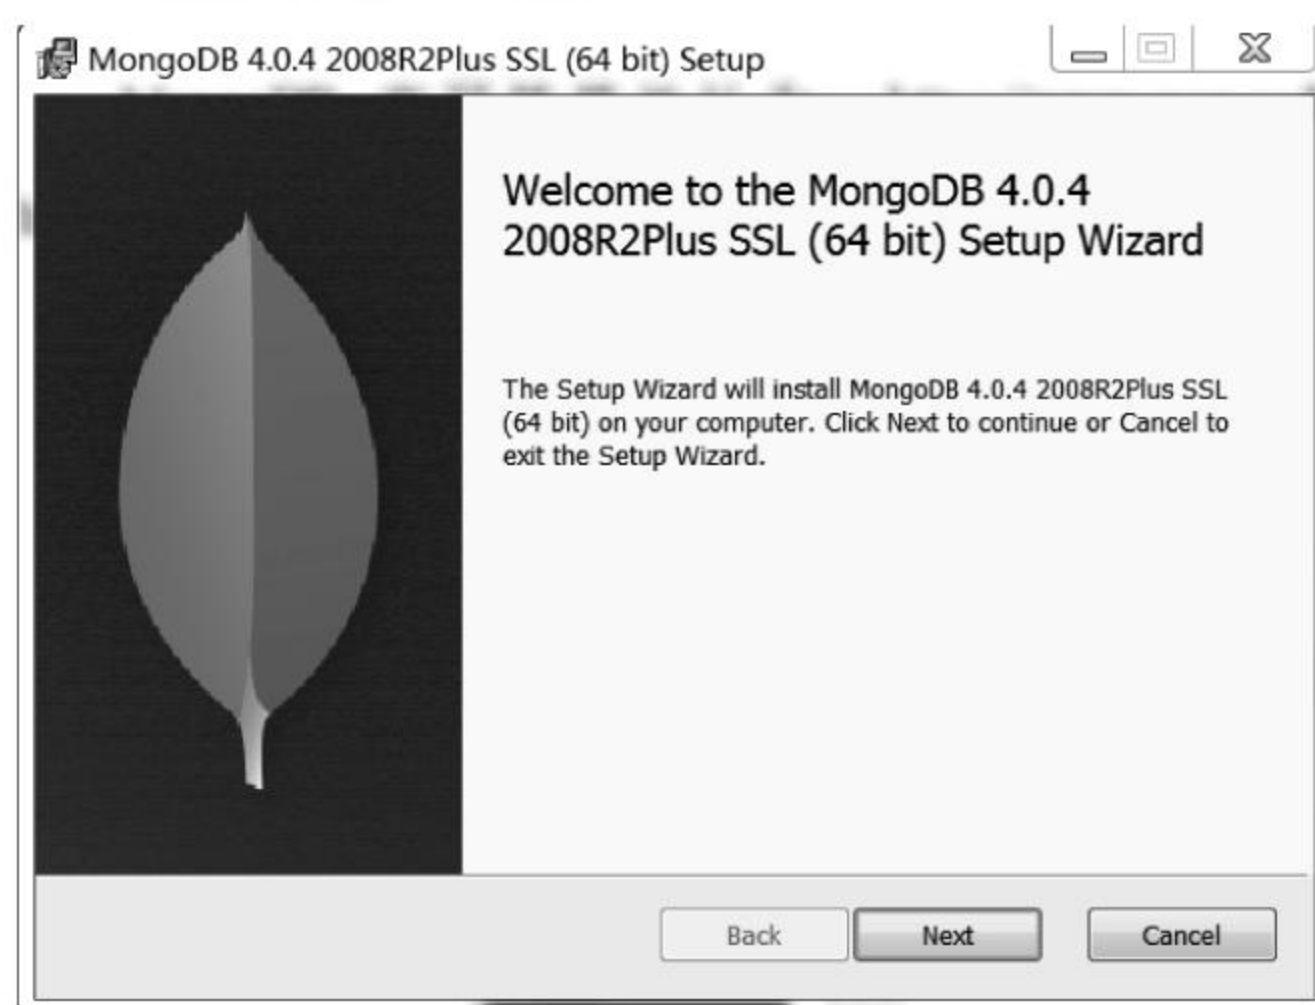 MongoDB 4.0.4 2008R2Plus SSL (64 bit) Setup
Welcome to the MongoDB 4.0.4
2008R2Plus SSL (64 bit) Setup Wizard
The Setup Wizard will install MongoDB 4.0.4 2008R2Plus SSL
(64 bit) on your computer. Click Next to continue or Cancel to
exit the Setup Wizard.
Back Next Cancel